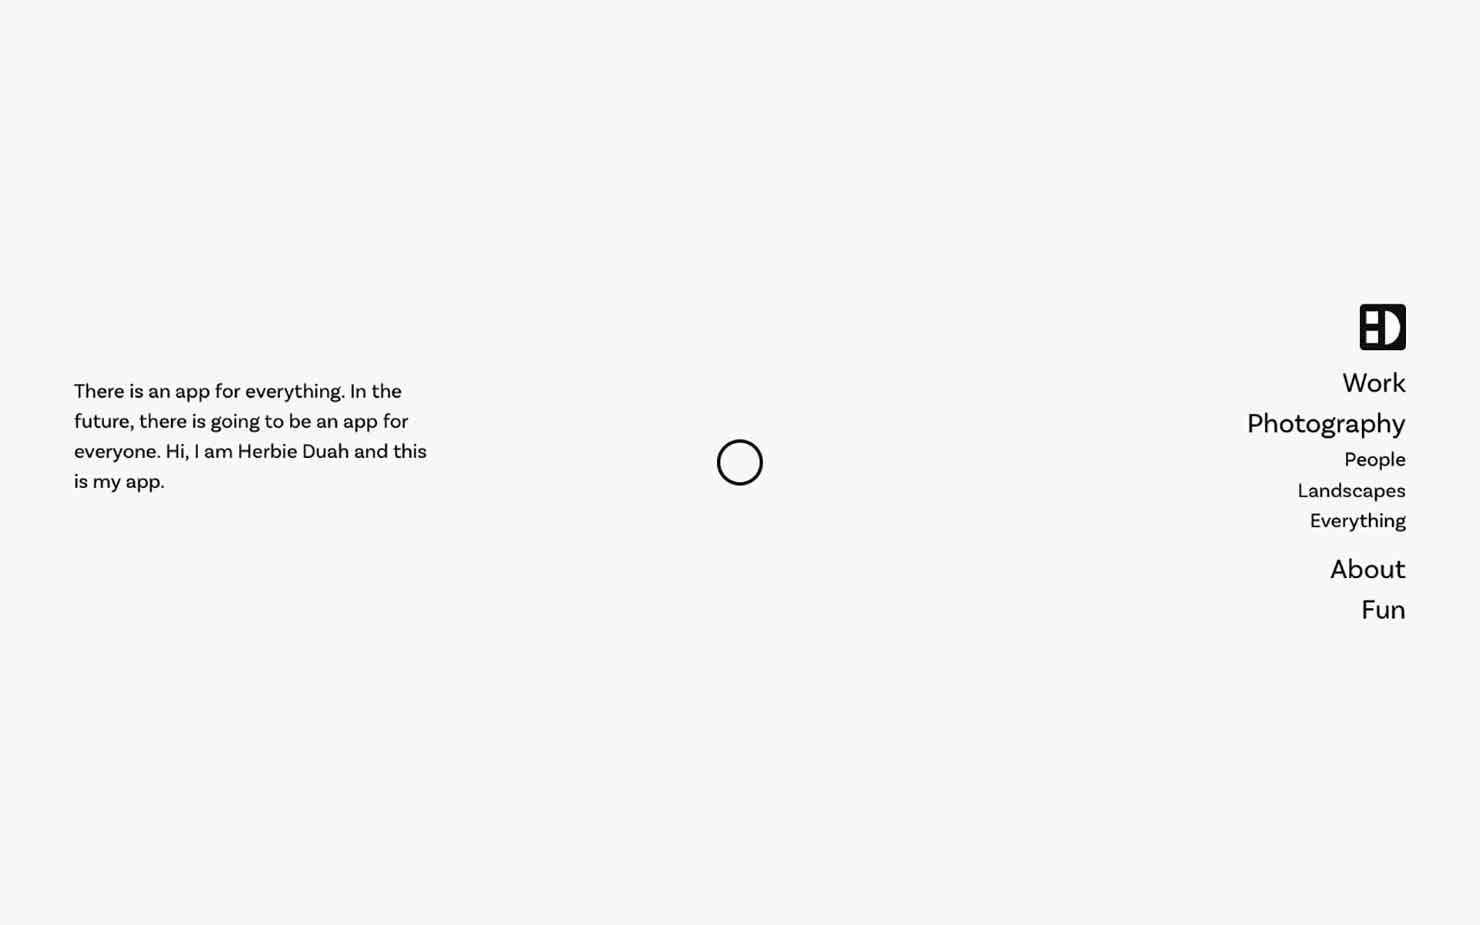 There is an app for everything. In the
future, there is going to be an app for
everyone. Hi, I am Herbie Duah and this
is my app.
Work
Photography
People
Landscapes
Everything
About
Fun